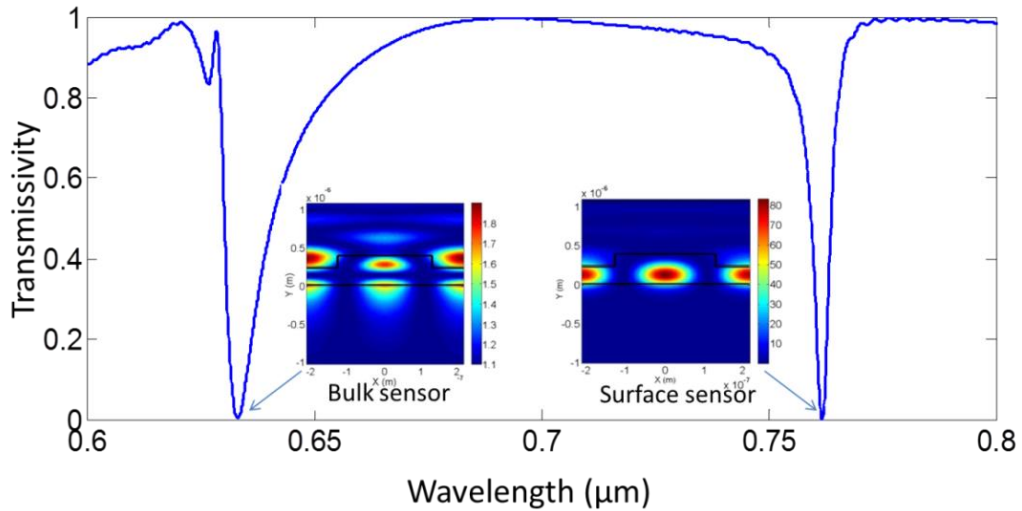 1
0.8
0.6
0.4
0.2
0
Transmissivity
0.6
0.65
0.7
0.75
0.8
Wavelength (μm)
x 10^-6
1
0.5
0
-0.5
-1
Y (m)
-2 -1 0 1 2
X (m)
-7
1.8
1.7
1.6
1.5
1.4
1.3
1.2
1.1
Bulk sensor
x 10^-6
1
0.5
0
-0.5
-1
Y (m)
-2 -1 0 1 2
X (m)
x 10^-7
80
70
60
50
40
30
20
10
Surface sensor